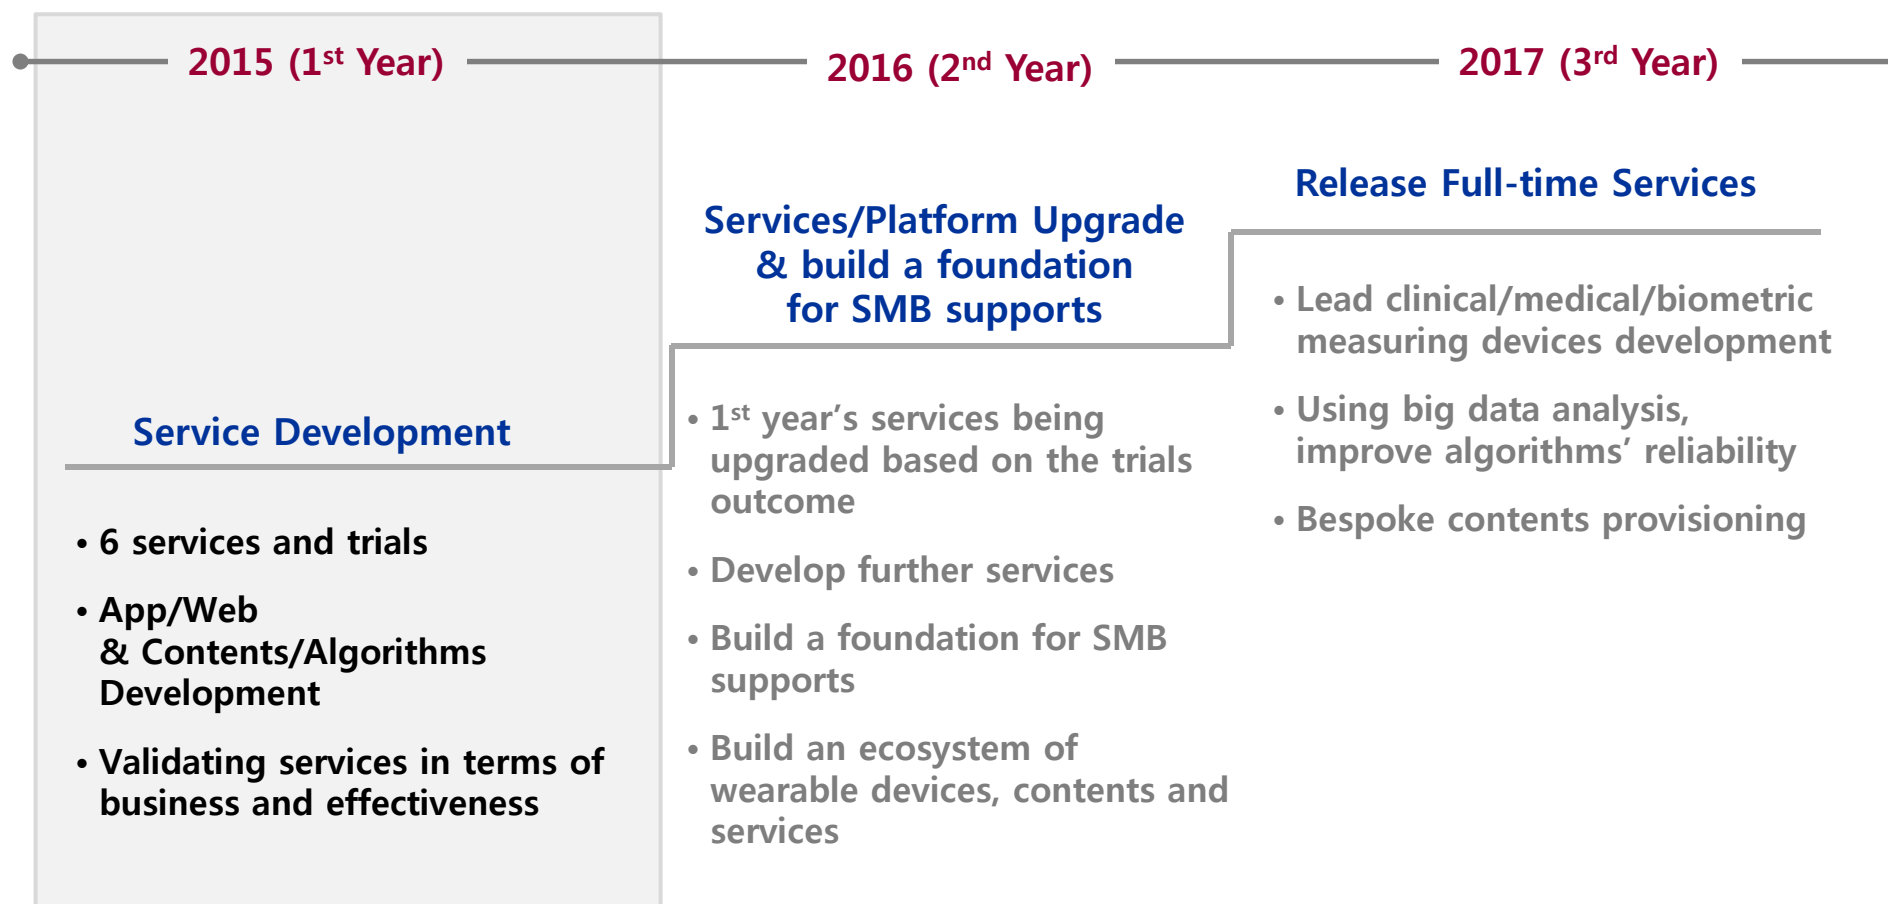 2015 (1st Year)
2016 (2nd Year)
2017 (3rd Year)
Service Development
• 6 services and trials
• App/Web
& Contents/Algorithms
Development
• Validating services in terms of
business and effectiveness
Services/Platform Upgrade
& build a foundation
for SMB supports
• 1st year’s services being
upgraded based on the trials
outcome
• Develop further services
• Build a foundation for SMB
supports
• Build an ecosystem of
wearable devices, contents and
services
Release Full-time Services
• Lead clinical/medical/biometric
measuring devices development
• Using big data analysis,
improve algorithms’ reliability
• Bespoke contents provisioning